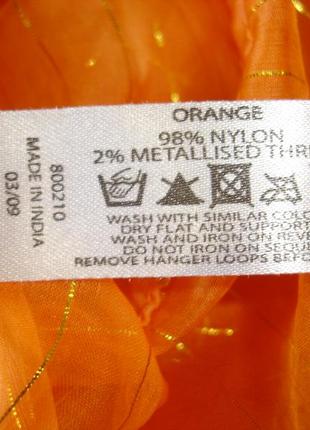 ORANGE
98% NYLON
2% METALLISED THR
WASH WITH SIMILAR COLO
DRY FLAT AND SUPPORT
WASH AND IRON ON REVE
DO NOT IRON ON SEQUE
REMOVE HANGER LOOPS BEFO
800210
MADE IN INDIA
03/09